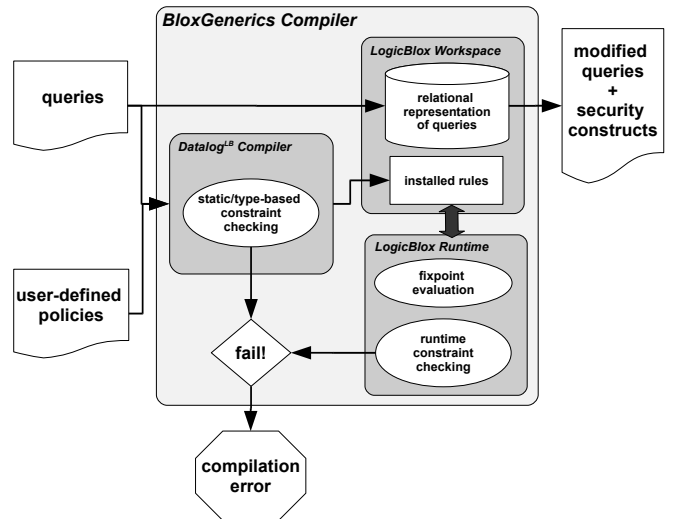 BloxGenerics Compiler
queries
LogicBlox Workspace
relational
representation
of queries
modified
queries
+
security
constructs
Datalog^LB Compiler
static/type-based
constraint
checking
installed rules
LogicBlox Runtime
fixpoint
evaluation
user-defined
policies
fail!
runtime
constraint
checking
compilation
error